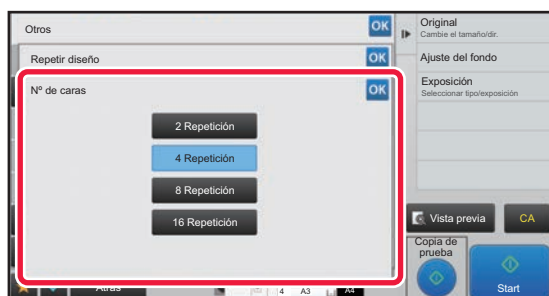 Otros
OK
Repetir diseño
OK
Nº de caras
OK
2 Repetición
4 Repetición
8 Repetición
16 Repetición
Original
Cambie el tamaño/dir.
Ajuste del fondo
Exposición
Seleccionar tipo/exposición
Vista previa
CA
Copia de
prueba
Start
Atrás
4
A3
A4